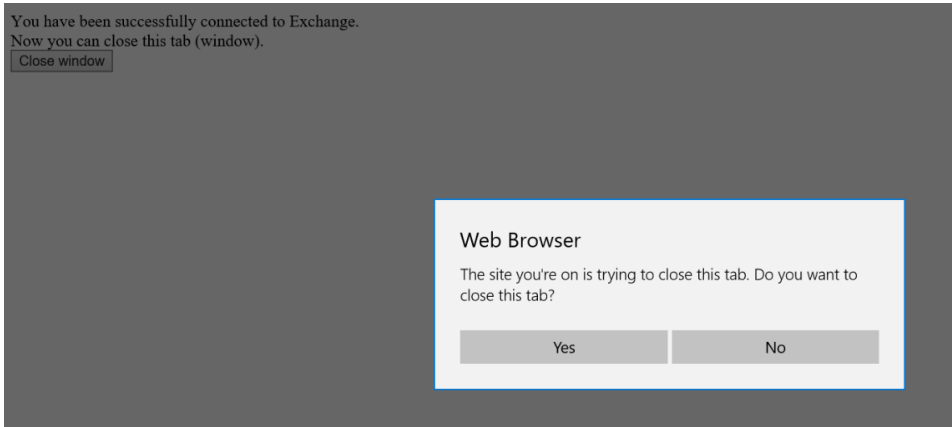 You have been successfully connected to Exchange.
Now you can close this tab (window).
Close window
Web Browser
The site you're on is trying to close this tab. Do you want to
close this tab?
Yes
No